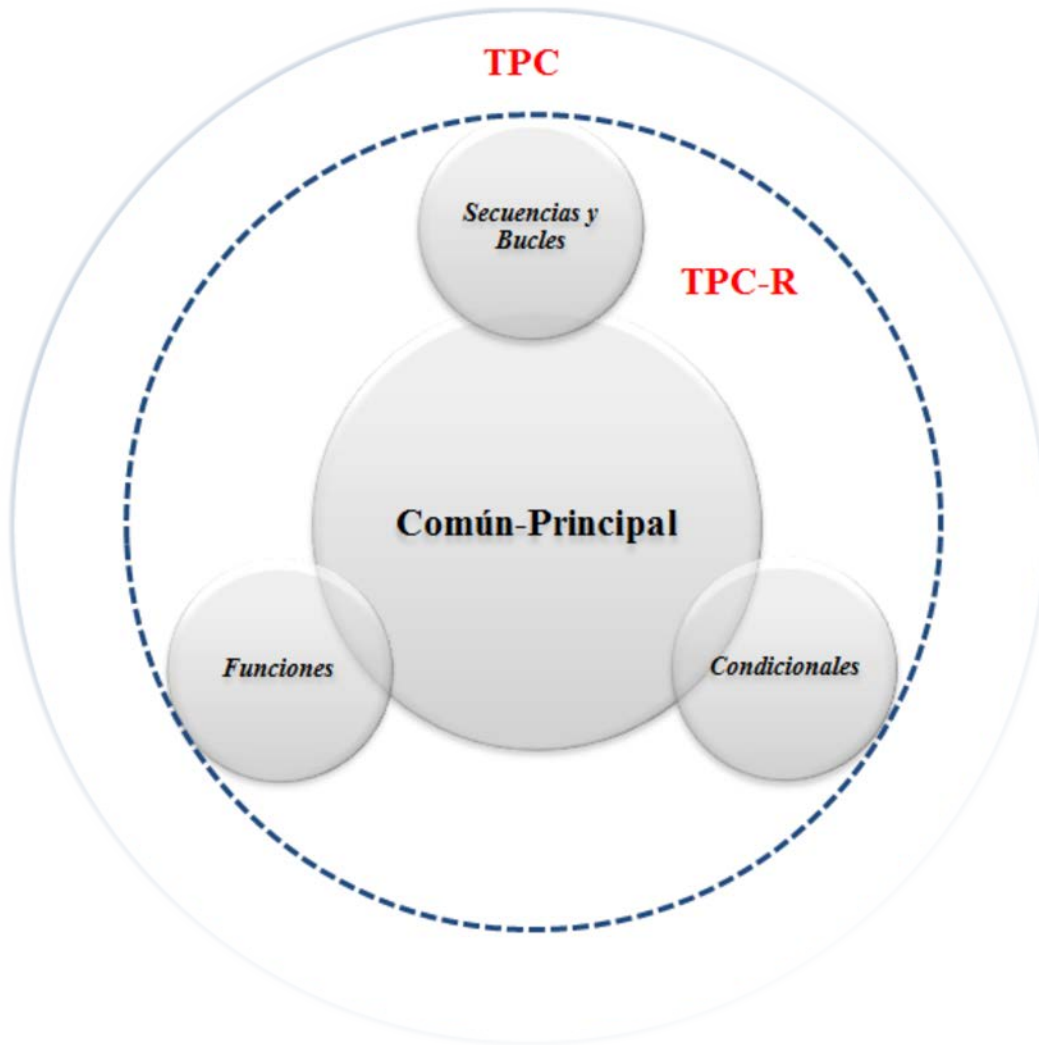 TPC
Secuencias y
Bucles
TPC-R
Común-Principal
Funciones
Condicionales